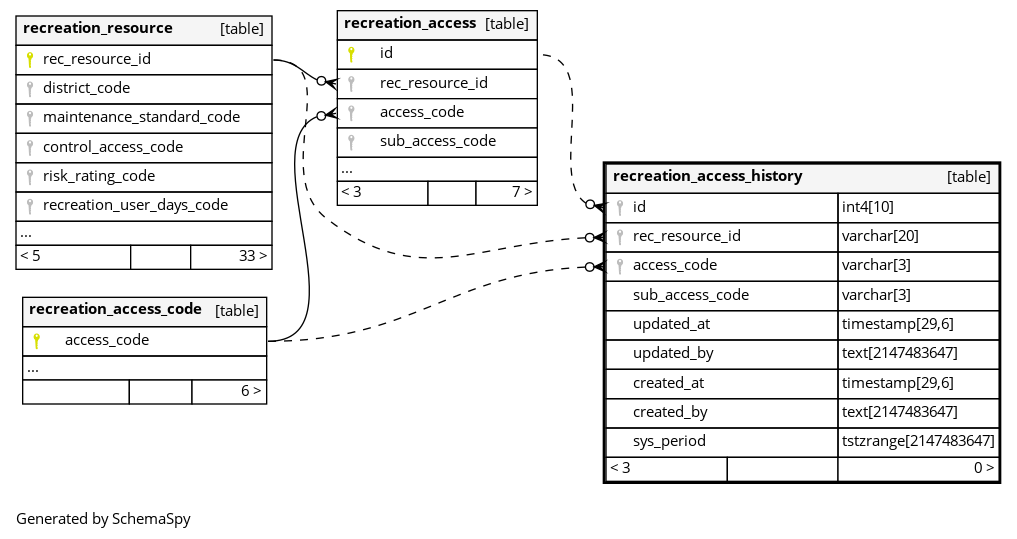 recreation_resource [table]
rec_resource_id
district_code
maintenance_standard_code
control_access_code
risk_rating_code
recreation_user_days_code
...
< 5 33 >
recreation_access [table]
id
rec_resource_id
access_code
sub_access_code
...
< 3 7 >
recreation_access_code [table]
access_code
...
6 >
recreation_access_history [table]
id int4[10]
rec_resource_id varchar[20]
access_code varchar[3]
sub_access_code varchar[3]
updated_at timestamp[29,6]
updated_by text[2147483647]
created_at timestamp[29,6]
created_by text[2147483647]
sys_period tstzrange[2147483647]
< 3 0 >
Generated by SchemaSpy